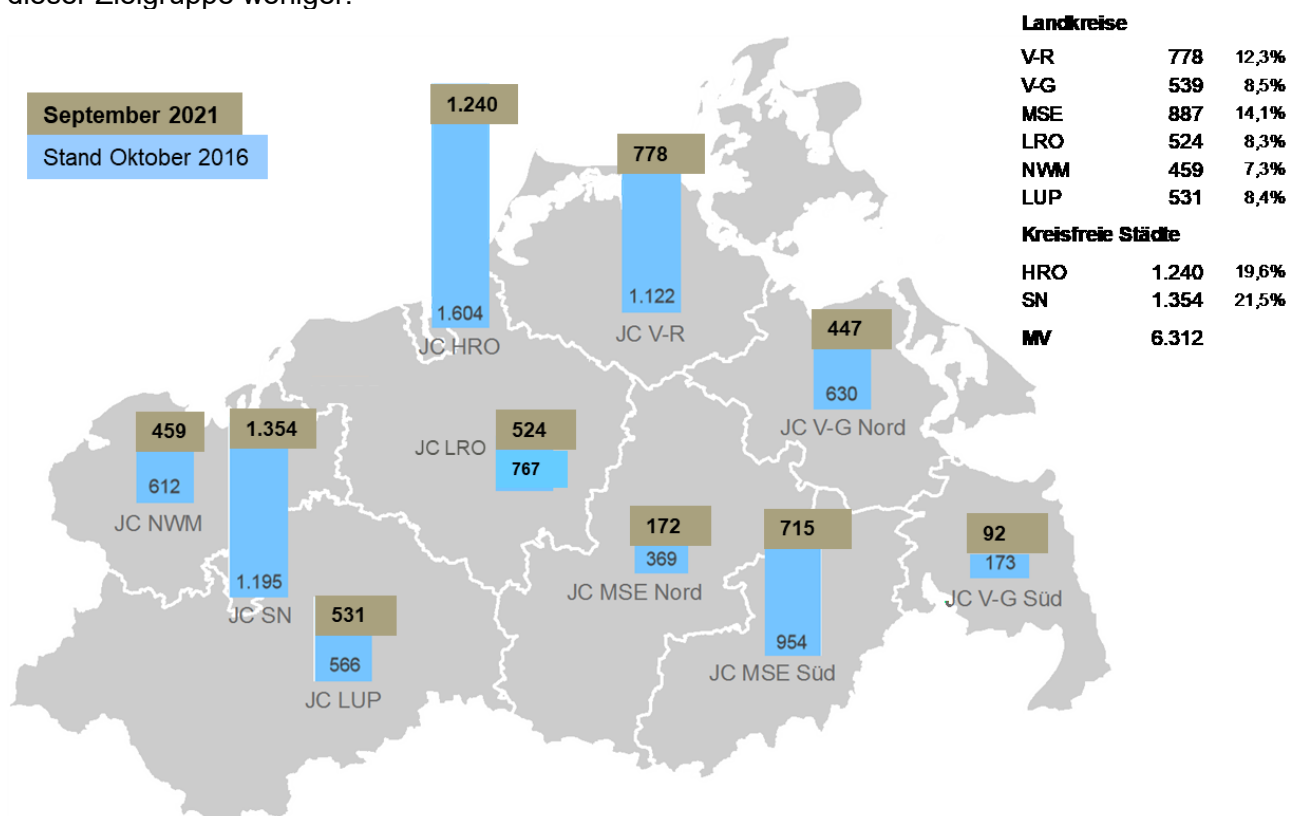 dieser Zielgruppe weniger.
September 2021
Stand Oktober 2016
1.240
1.604
JC HRO
778
1.122
JC V-R
447
630
JC V-G Nord
459
612
JC NWM
1.354
1.195
JC SN
JC LRO
524
767
172
369
JC MSE Nord
715
954
JC MSE Süd
92
173
JC V-G Süd
531
566
JC LUP
Landkreise
V-R 778 12,3%
V-G 539 8,5%
MSE 887 14,1%
LRO 524 8,3%
NWM 459 7,3%
LUP 531 8,4%
Kreisfreie Städte
HRO 1.240 19,6%
SN 1.354 21,5%
MV 6.312